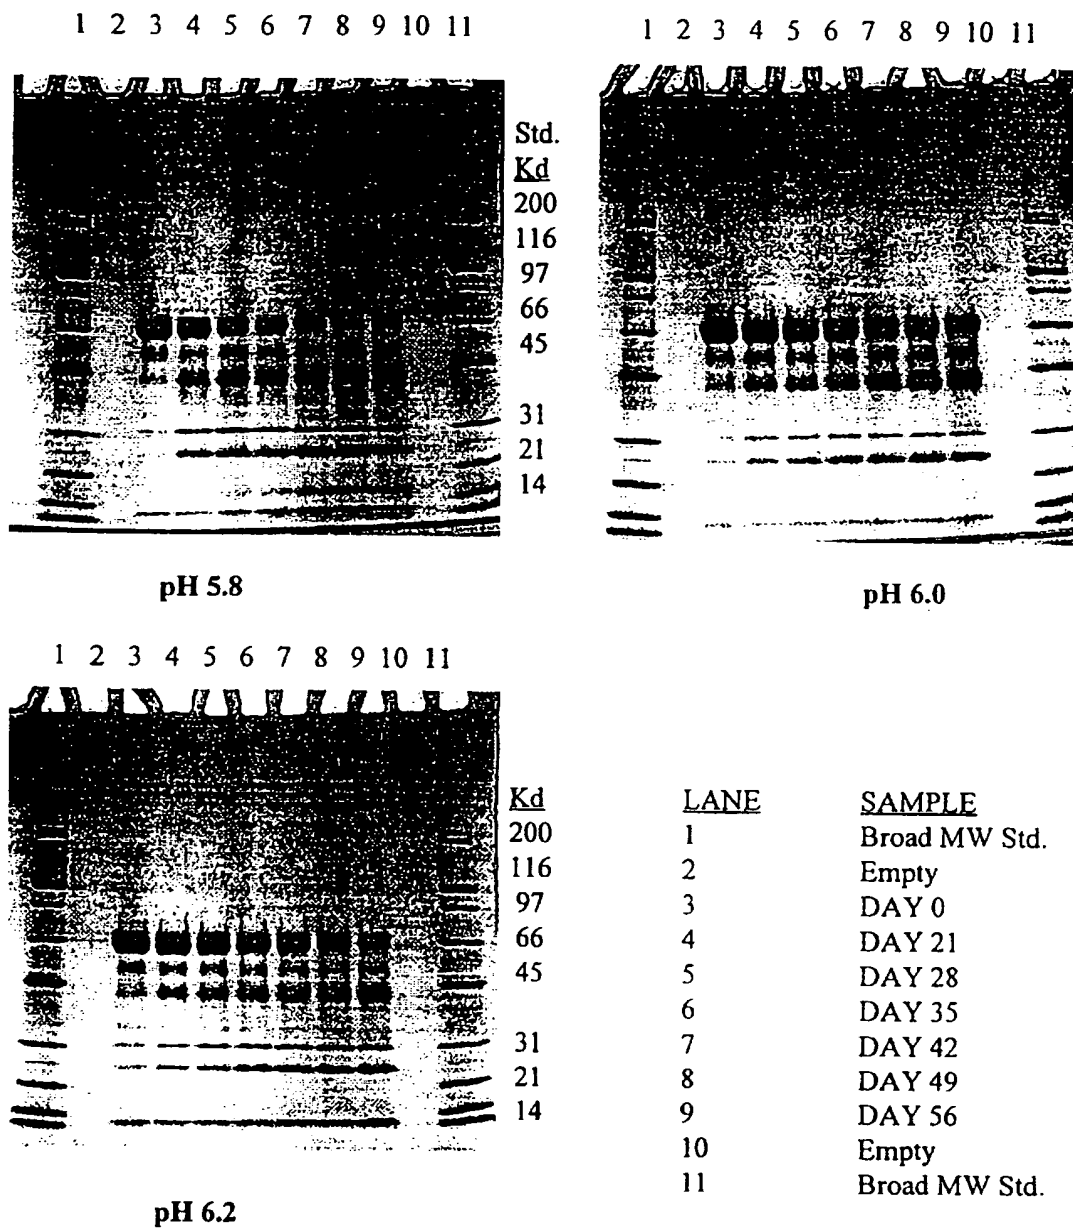 1 2 3 4 5 6 7 8 9 10 11
1 2 3 4 5 6 7 8 9 10 11
Std.
Kd
200
116
97
66
45
31
21
14
pH 5.8
pH 6.0
1 2 3 4 5 6 7 8 9 10 11
Kd
200
116
97
66
45
31
21
14
pH 6.2
LANE SAMPLE
1 Broad MW Std.
2 Empty
3 DAY 0
4 DAY 21
5 DAY 28
6 DAY 35
7 DAY 42
8 DAY 49
9 DAY 56
10 Empty
11 Broad MW Std.